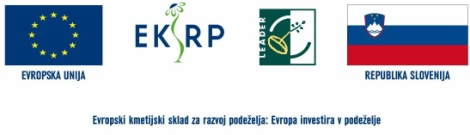 EKSRP
LEADER
EVROPSKA UNIJA
REPUBLIKA SLOVENIJA
Evropski kmetijski sklad za razvoj podeželja: Evropa investira v podeželje